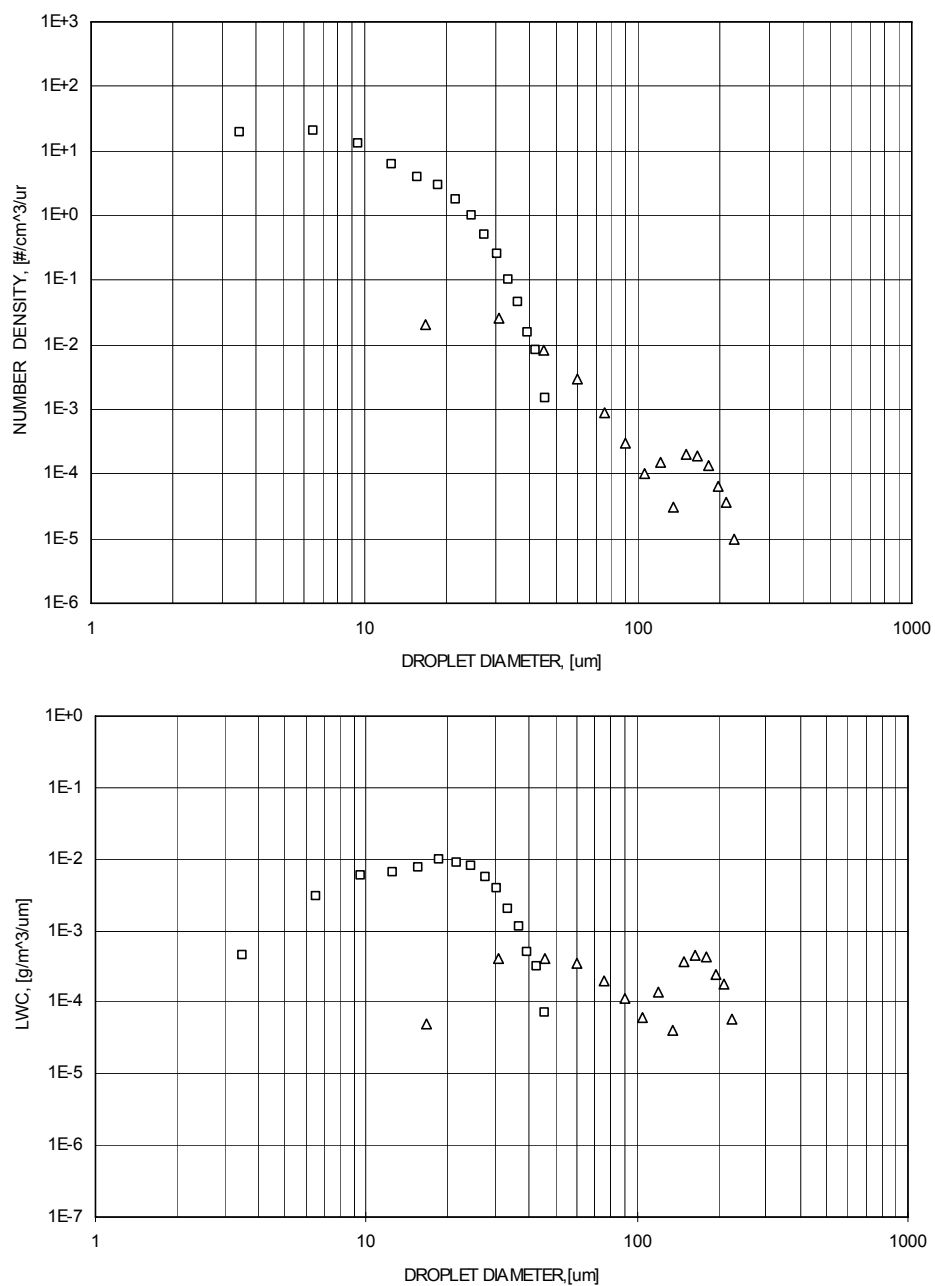 1E+3
1E+2
1E+1
1E+0
1E-1
1E-2
1E-3
1E-4
1E-5
1E-6
NUMBER DENSITY, [#/cm^3/ur
1 10 100 1000
DROPLET DIAMETER, [um]
1E+0
1E-1
1E-2
1E-3
1E-4
1E-5
1E-6
1E-7
LWC, [g/m^3/um]
1 10 100 1000
DROPLET DIAMETER,[um]